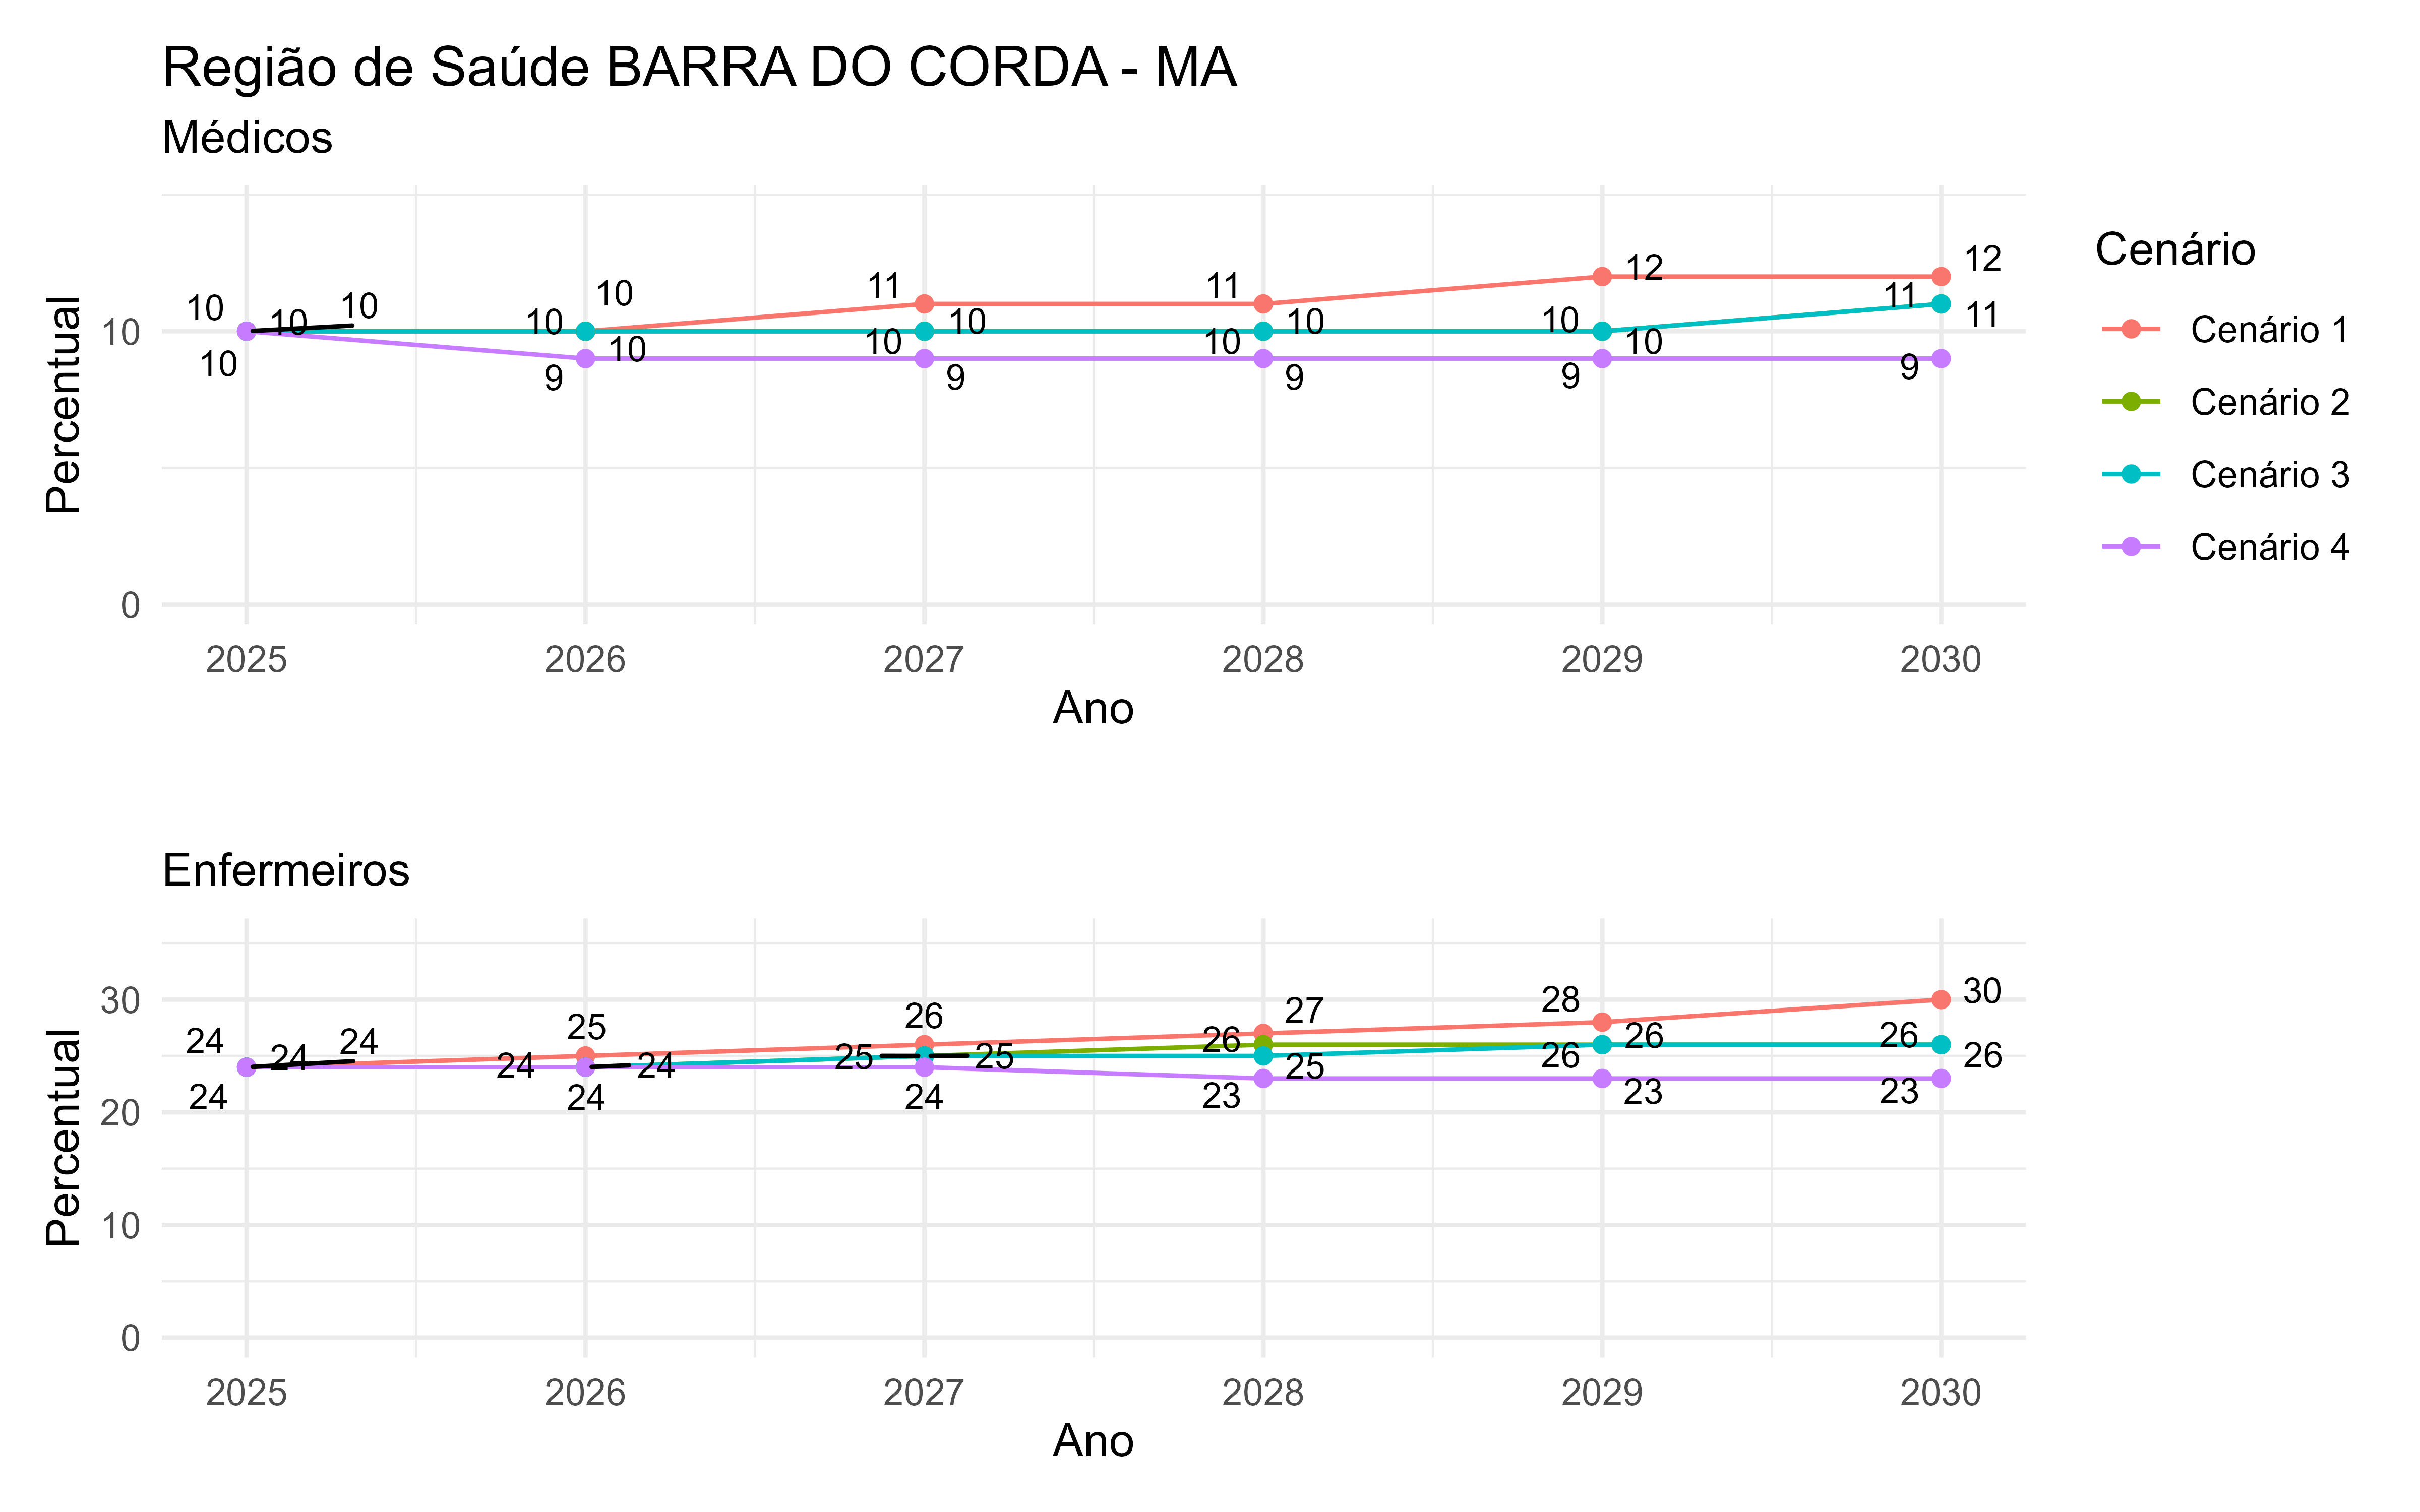 Região de Saúde BARRA DO CORDA - MA
Médicos
Percentual
10
0
10 10 10 10
10 10 10 9
11 10 10 9
11 10 10 9
12 10 10 9
12 11 11 9
2025 2026 2027 2028 2029 2030
Ano
Cenário
Cenário 1
Cenário 2
Cenário 3
Cenário 4
Enfermeiros
Percentual
30
20
10
0
24 24 24 24
25 24 24 24
26 25 25 24
27 26 25 23
28 26 26 23
30 26 26 23
2025 2026 2027 2028 2029 2030
Ano